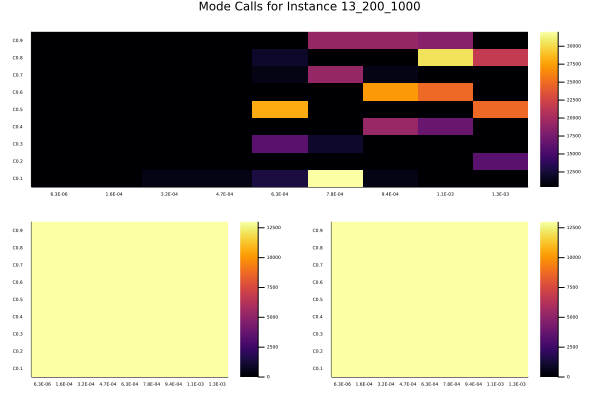 Mode Calls for Instance 13_200_1000
C0.9
C0.8
C0.7
C0.6
C0.5
C0.4
C0.3
C0.2
C0.1
6.3E-06 1.6E-04 3.2E-04 4.7E-04 6.3E-04 7.8E-04 9.4E-04 1.1E-03 1.3E-03
30000
27500
25000
22500
20000
17500
15000
12500
C0.9
C0.8
C0.7
C0.6
C0.5
C0.4
C0.3
C0.2
C0.1
6.3E-06 1.6E-04 3.2E-04 4.7E-04 6.3E-04 7.8E-04 9.4E-04 1.1E-03 1.3E-03
12500
10000
7500
5000
2500
0
C0.9
C0.8
C0.7
C0.6
C0.5
C0.4
C0.3
C0.2
C0.1
6.3E-06 1.6E-04 3.2E-04 4.7E-04 6.3E-04 7.8E-04 9.4E-04 1.1E-03 1.3E-03
12500
10000
7500
5000
2500
0